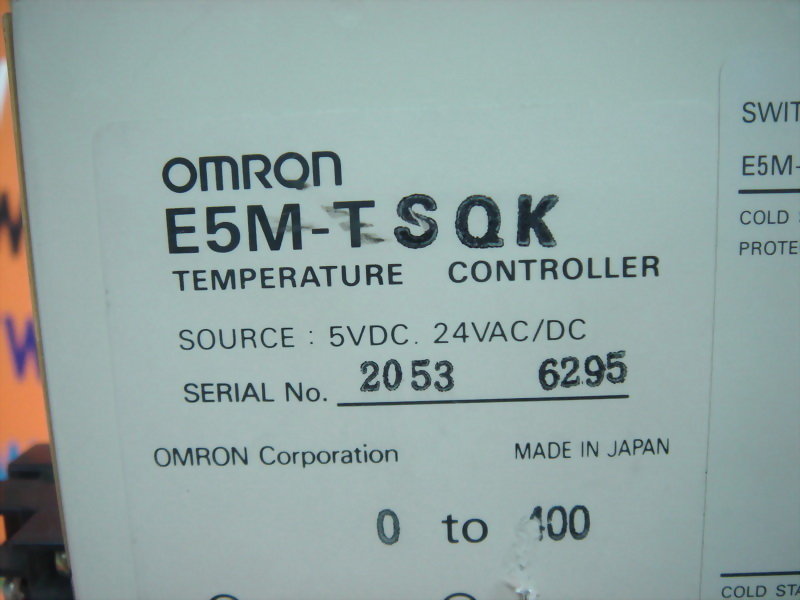 OMRON
E5M-TSQK
TEMPERATURE CONTROLLER
SOURCE : 5VDC. 24VAC/DC
SERIAL No. 2053 6295
OMRON Corporation MADE IN JAPAN
0 to 400
SWIT
E5M-
COLD
PROTE
COLD STA